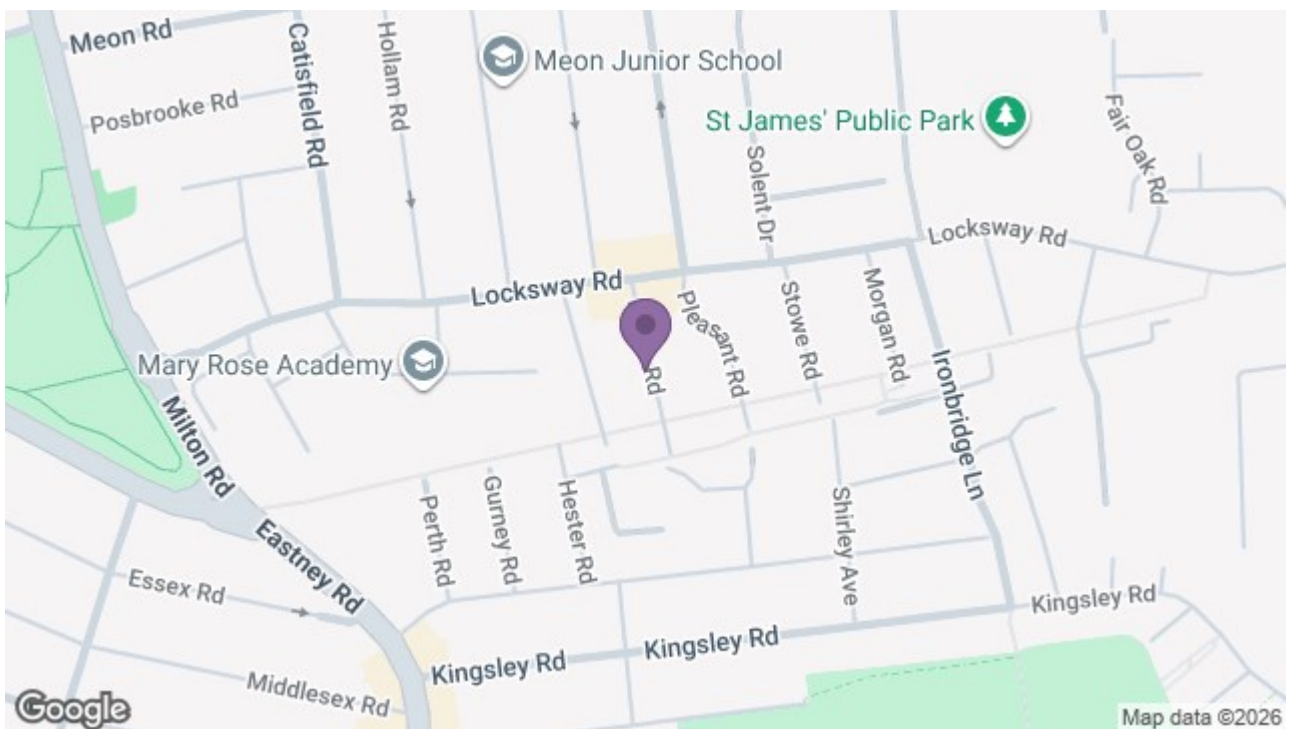 Meon Rd
Catisfield Rd
Hollam Rd
Meon Junior School
Posbrooke Rd
St James' Public Park
Fair Oak Rd
Solent Dr
Locksway Rd
Locksway Rd
Pleasant Rd
Stowe Rd
Morgan Rd
Mary Rose Academy
Rd
Ironbridge Ln
Milton Rd
Perth Rd
Gurney Rd
Hester Rd
Shirley Ave
Eastney Rd
Essex Rd
Kingsley Rd
Kingsley Rd
Kingsley Rd
Middlesex Rd
Google
Map data ©2026